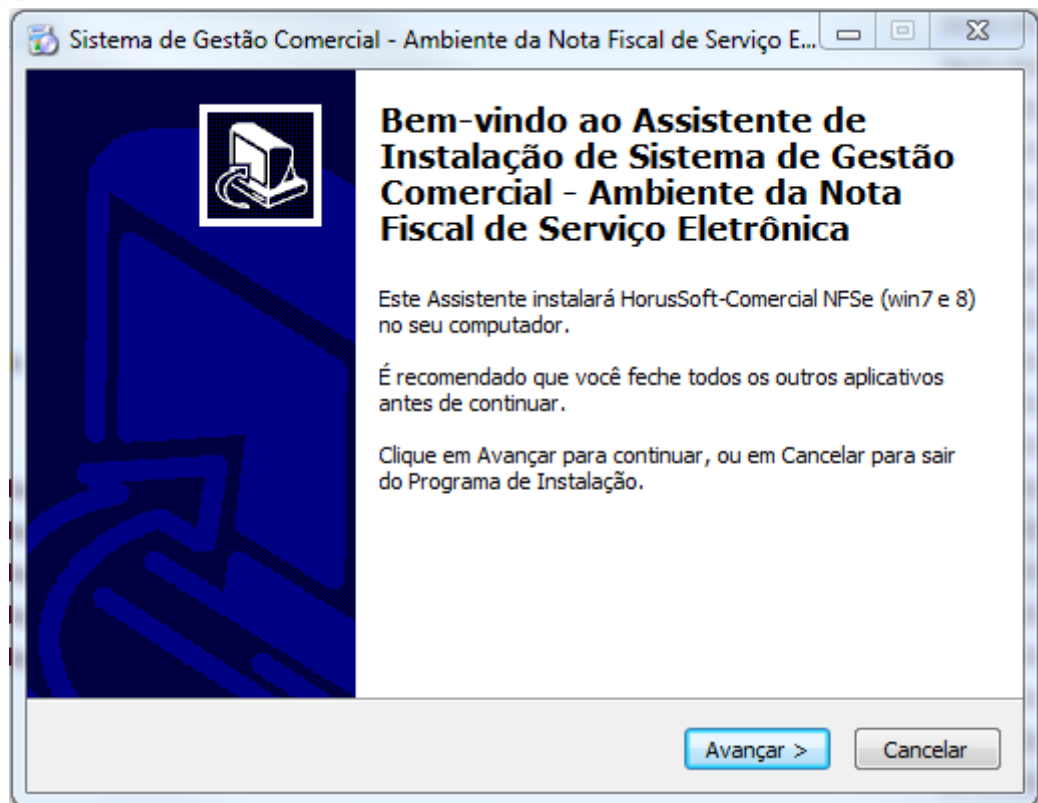 Sistema de Gestão Comercial - Ambiente da Nota Fiscal de Serviço E...
Bem-vindo ao Assistente de
Instalação de Sistema de Gestão
Comercial - Ambiente da Nota
Fiscal de Serviço Eletrônica
Este Assistente instalará HorusSoft-Comercial NFSe (win7 e 8)
no seu computador.
É recomendado que você feche todos os outros aplicativos
antes de continuar.
Clique em Avançar para continuar, ou em Cancelar para sair
do Programa de Instalação.
Avançar > Cancelar